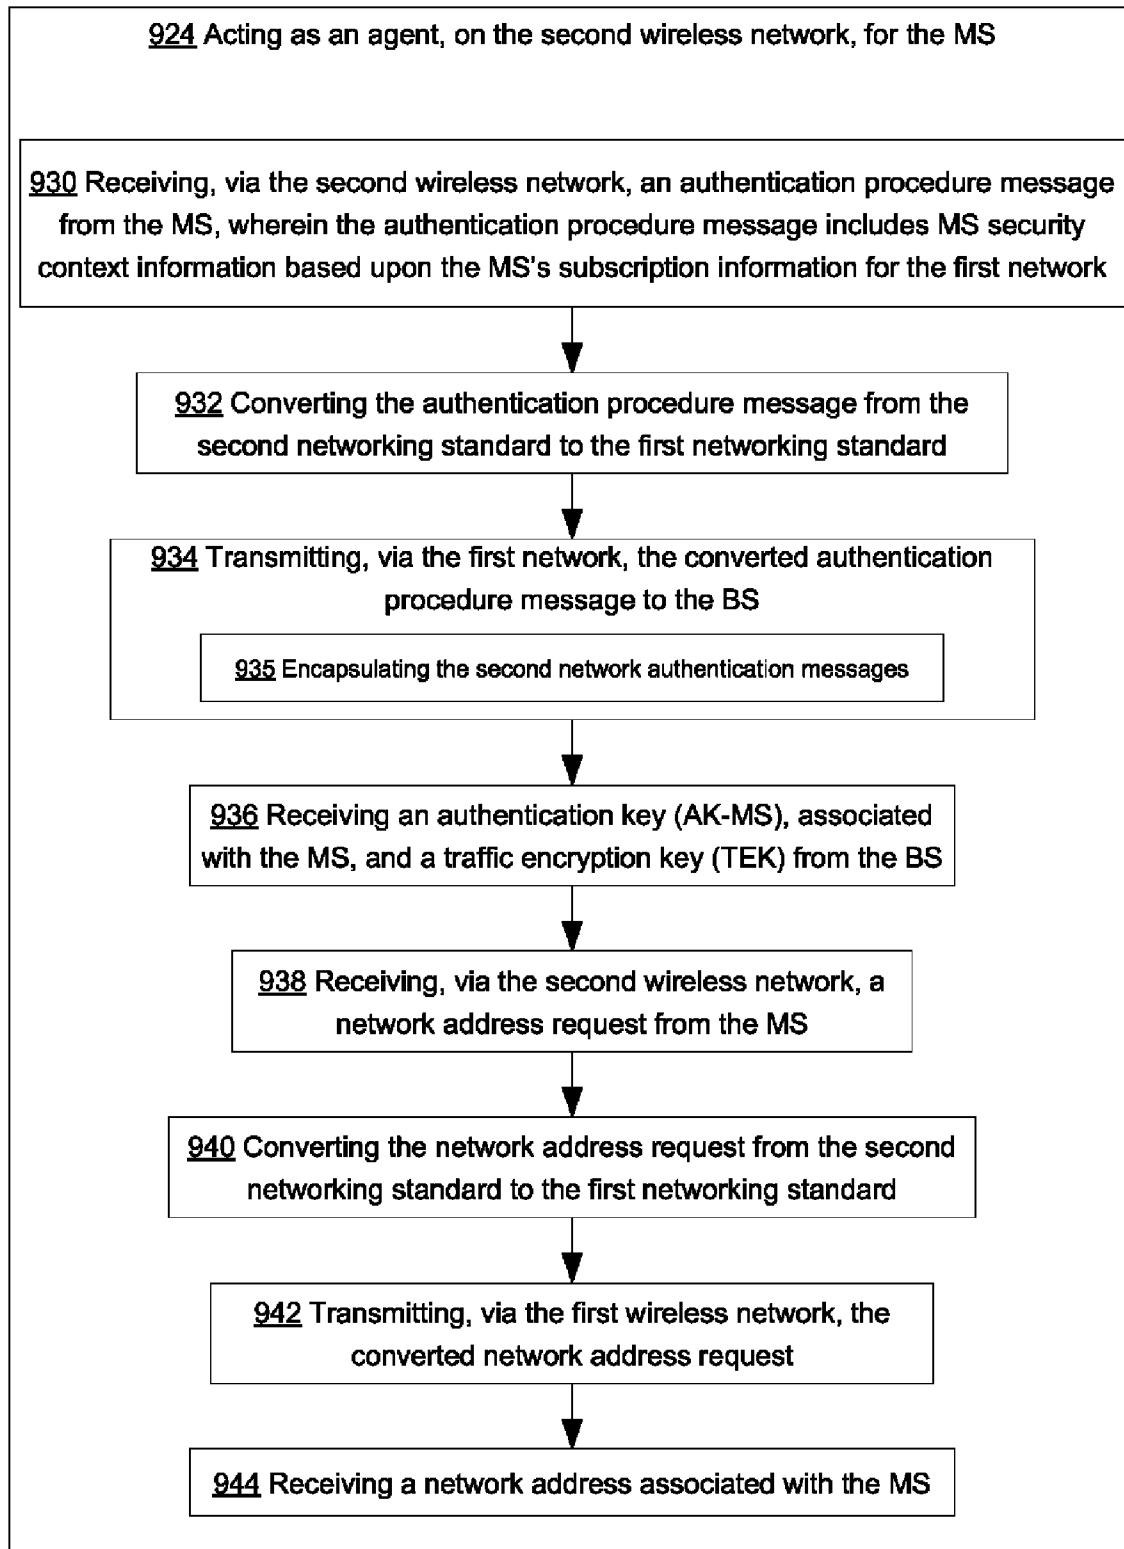 924 Acting as an agent, on the second wireless network, for the MS
930 Receiving, via the second wireless network, an authentication procedure message
from the MS, wherein the authentication procedure message includes MS security
context information based upon the MS's subscription information for the first network
932 Converting the authentication procedure message from the
second networking standard to the first networking standard
934 Transmitting, via the first network, the converted authentication
procedure message to the BS
935 Encapsulating the second network authentication messages
936 Receiving an authentication key (AK-MS), associated
with the MS, and a traffic encryption key (TEK) from the BS
938 Receiving, via the second wireless network, a
network address request from the MS
940 Converting the network address request from the second
networking standard to the first networking standard
942 Transmitting, via the first wireless network, the
converted network address request
944 Receiving a network address associated with the MS